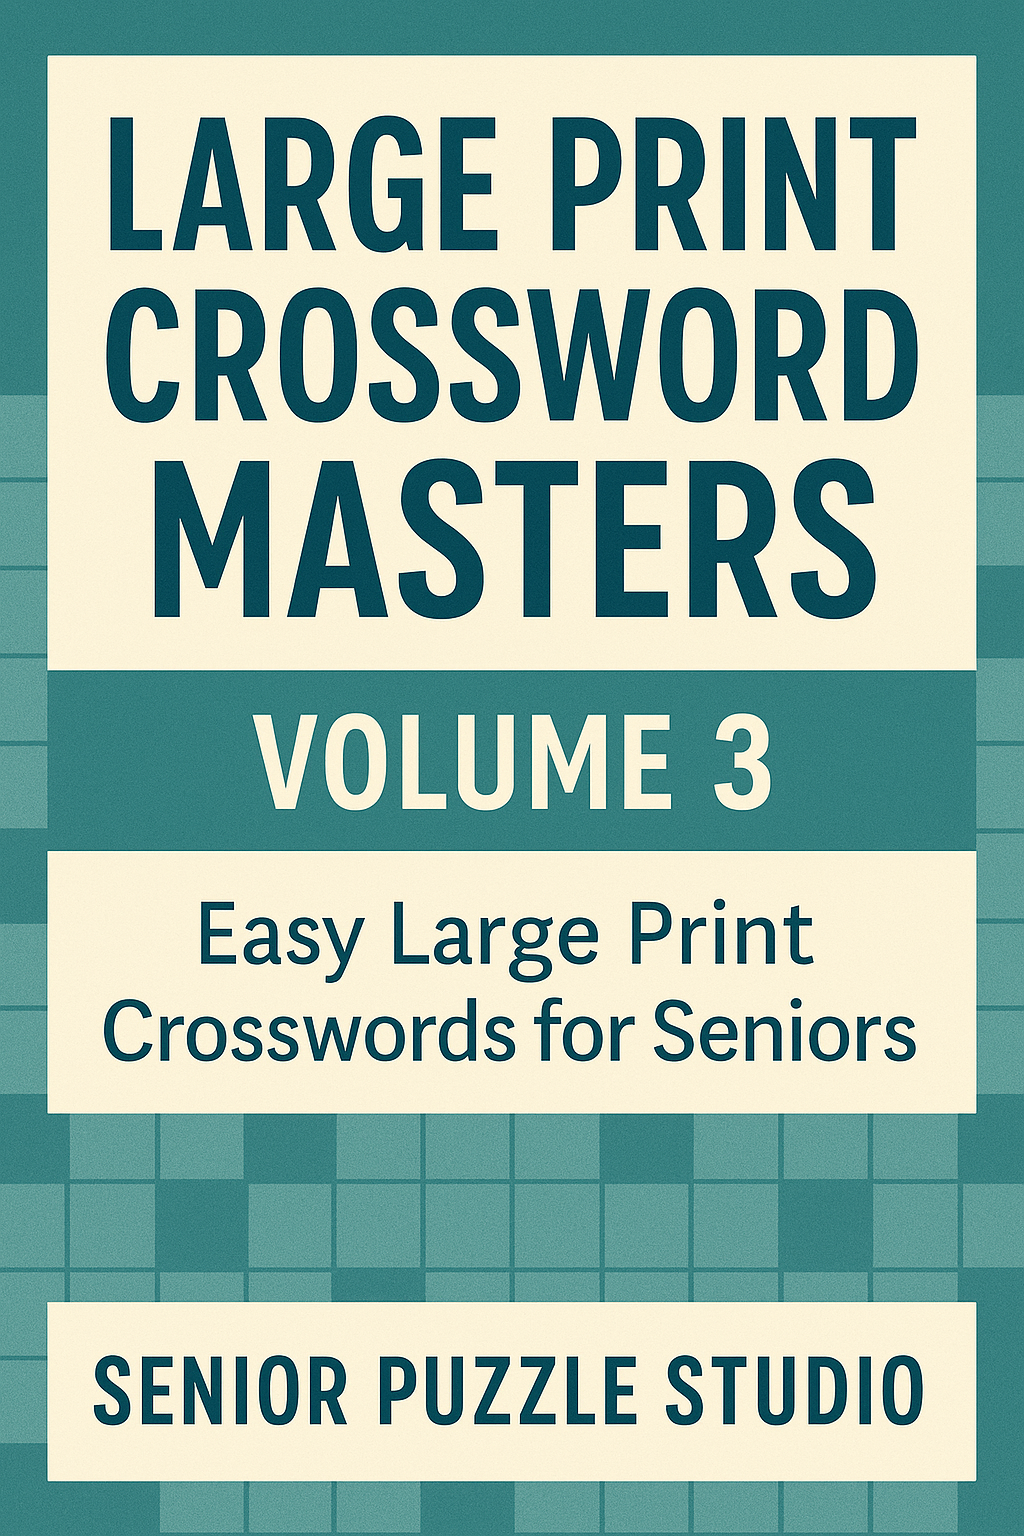 LARGE PRINT
CROSSWORD
MASTERS
VOLUME 3
Easy Large Print
Crosswords for Seniors
SENIOR PUZZLE STUDIO